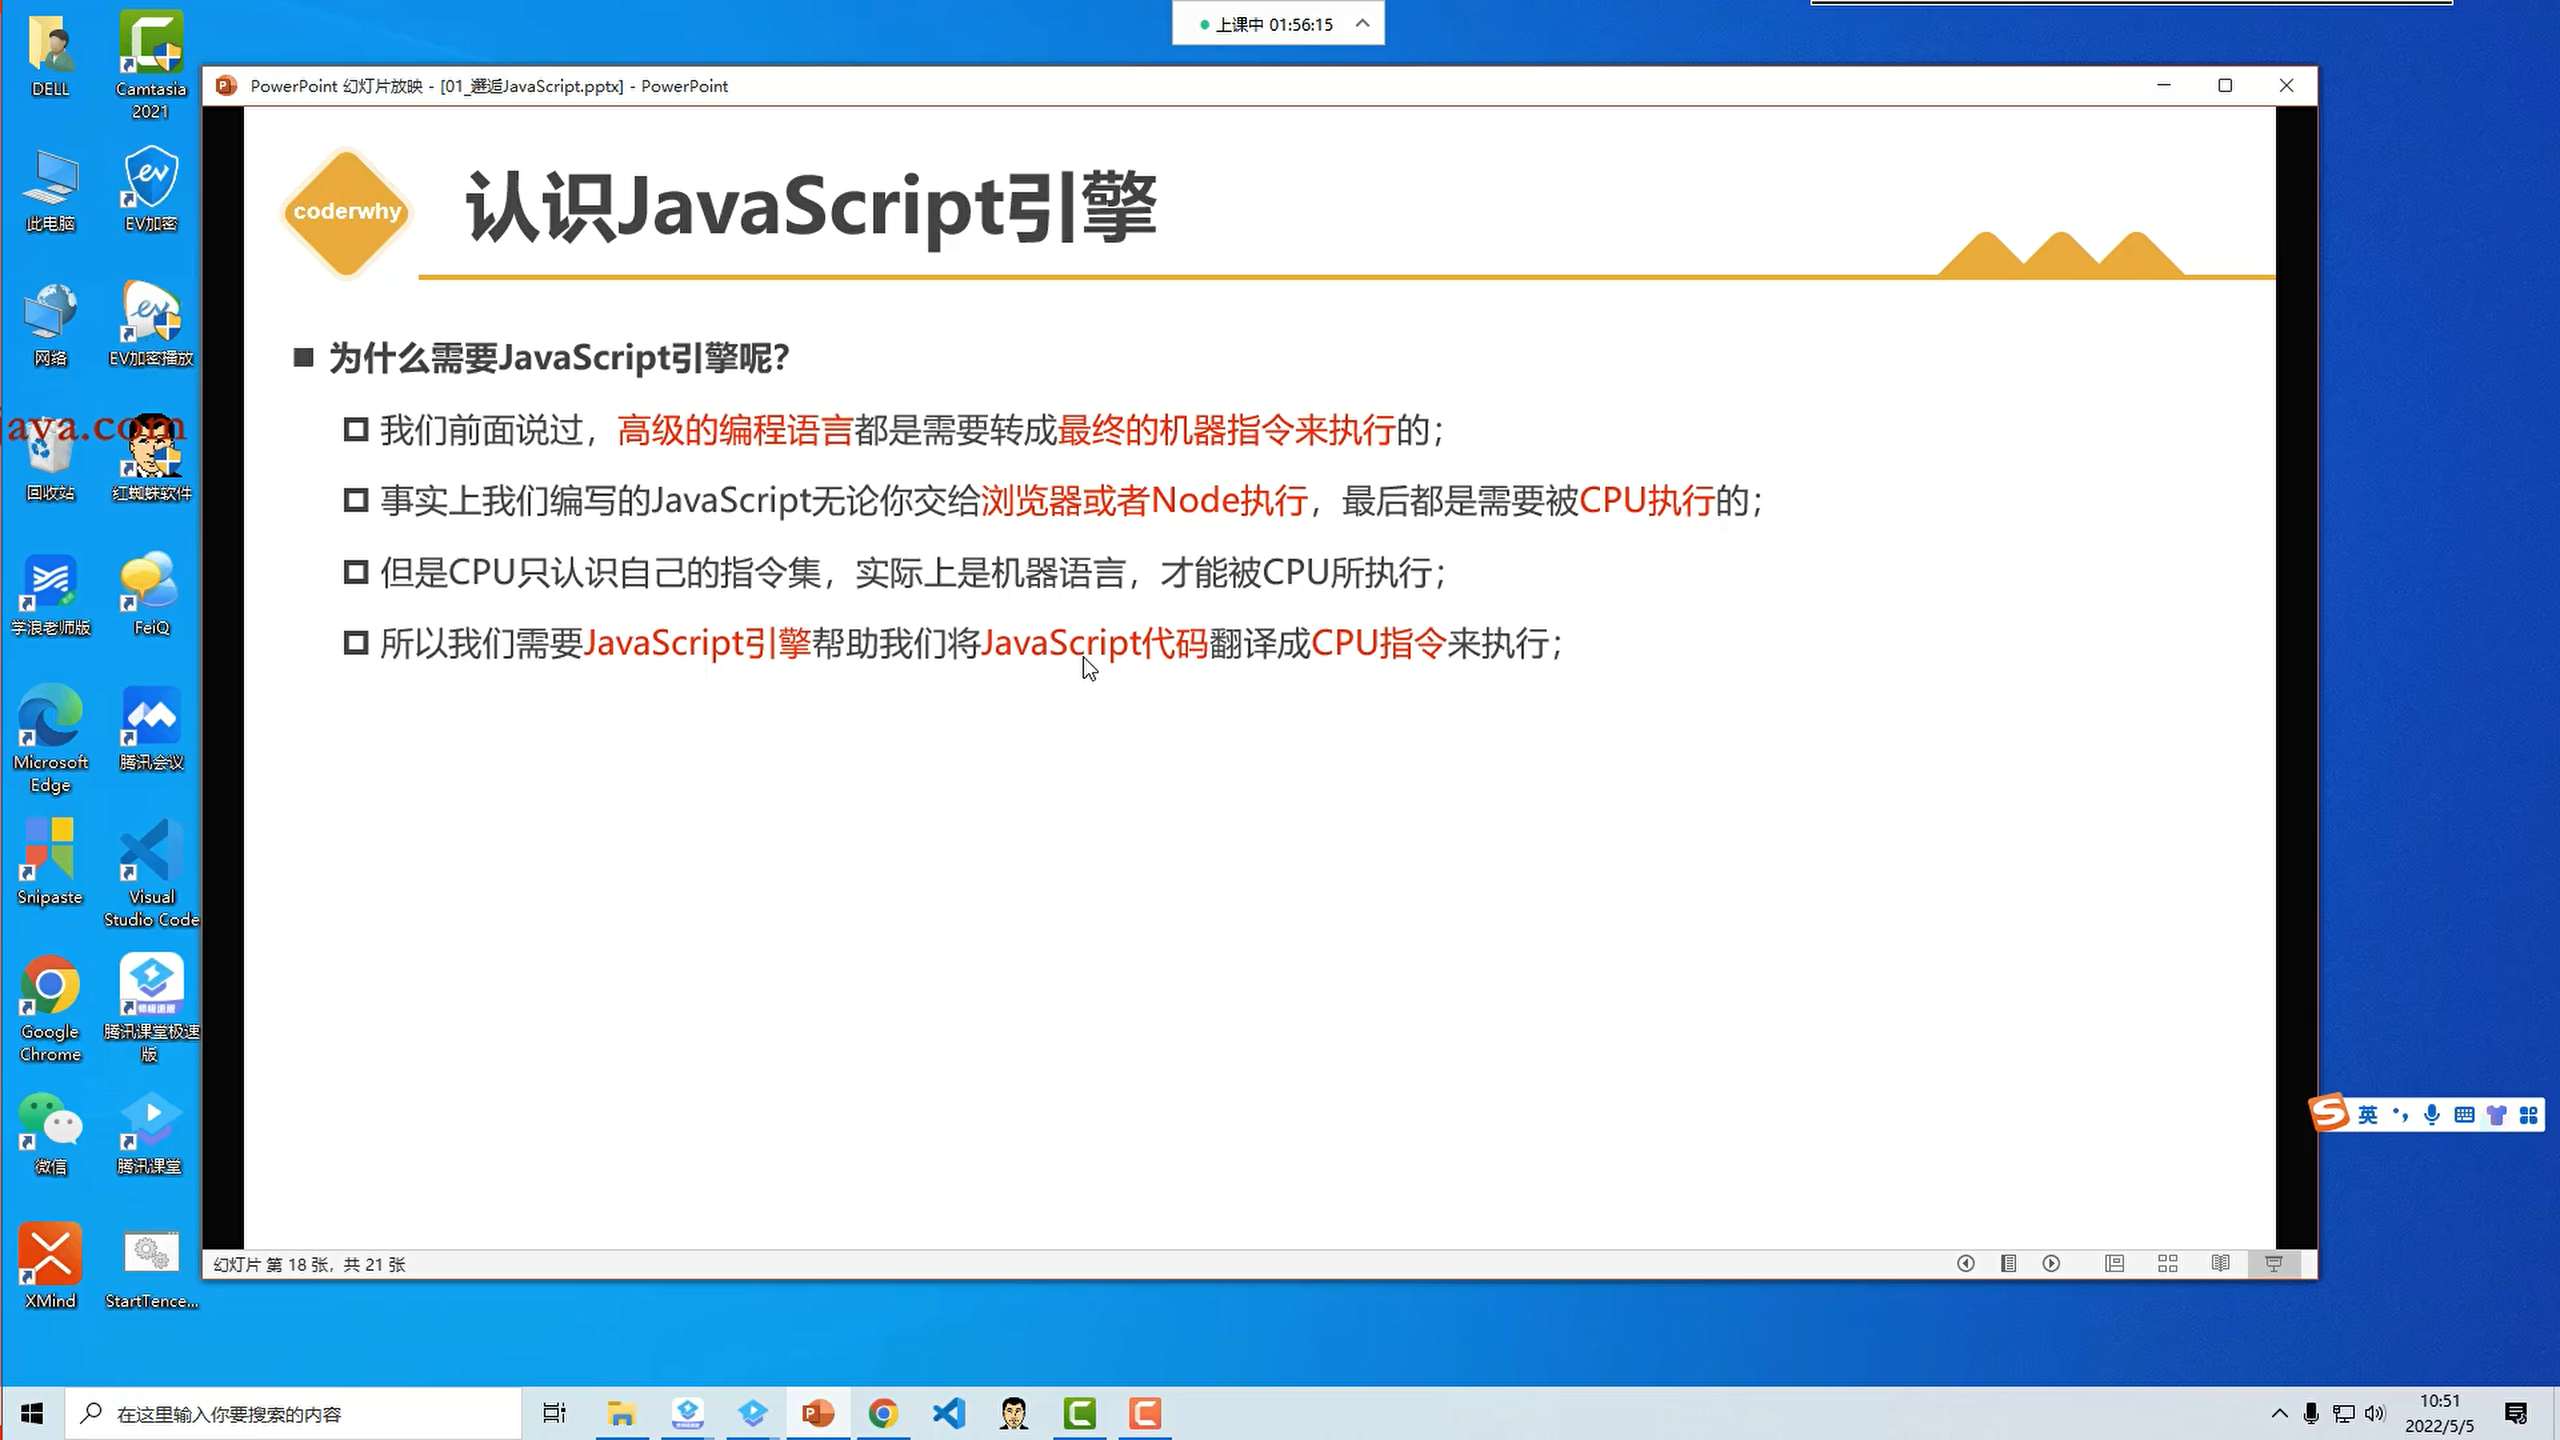 上课中 01:56:15
PowerPoint 幻灯片放映 - [01_邂逅JavaScript.pptx] - PowerPoint
coderwhy
认识JavaScript引擎
为什么需要JavaScript引擎呢?
我们前面说过，高级的编程语言都是需要转成最终的机器指令来执行的；
事实上我们编写的JavaScript无论你交给浏览器或者Node执行，最后都是需要被CPU执行的；
但是CPU只认识自己的指令集，实际上是机器语言，才能被CPU所执行；
所以我们需要JavaScript引擎帮助我们将JavaScript代码翻译成CPU指令来执行；
幻灯片 第 18 张，共 21 张
DELL
Camtasia
2021
此电脑
EV加密
网络
EV加密播放
java.com
回收站
红蜘蛛软件
学浪老师版
FeiQ
Microsoft
Edge
腾讯会议
Snipaste
Visual
Studio Code
Google
Chrome
腾讯课堂极速
版
微信
腾讯课堂
XMind
StartTence...
英
在这里输入你要搜索的内容
10:51
2022/5/5